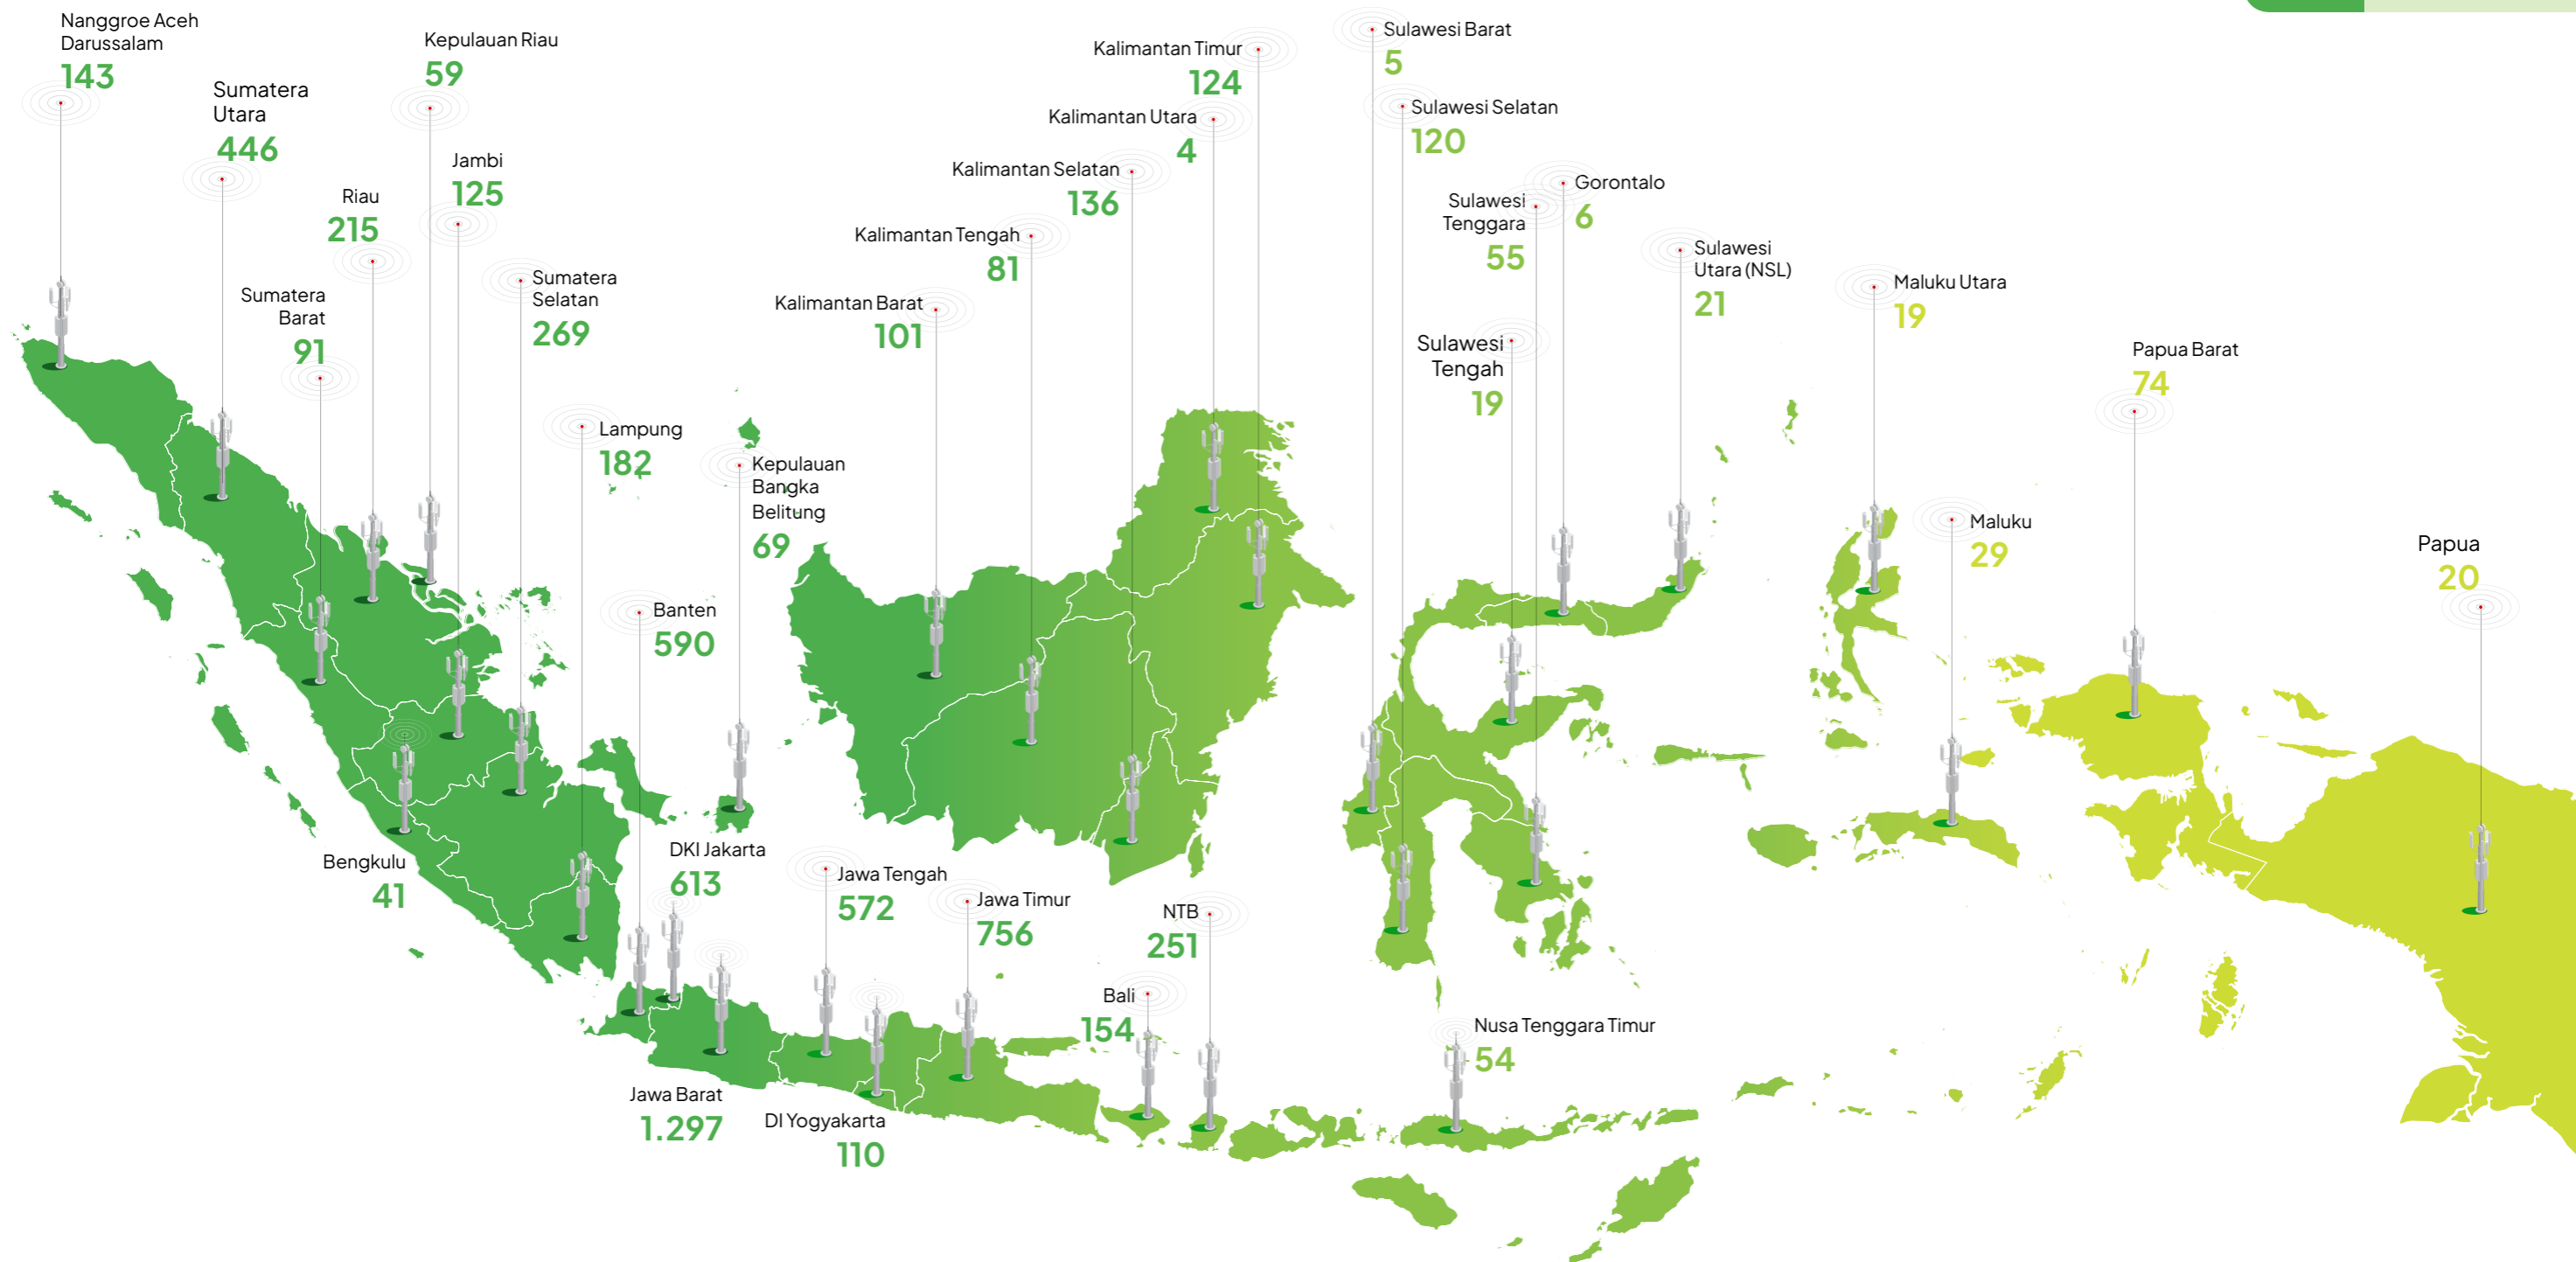 Nanggroe Aceh
Darussalam
143
Sumatera
Utara
446
Kepulauan Riau
59
Jambi
125
Riau
215
Sumatera
Barat
91
Sumatera
Selatan
269
Lampung
182
Kepulauan
Bangka
Belitung
69
Banten
590
Bengkulu
41
DKI Jakarta
613
Jawa Barat
1.297
Jawa Tengah
572
DI Yogyakarta
110
Jawa Timur
756
Bali
154
NTB
251
Nusa Tenggara Timur
54
Kalimantan Timur
124
Kalimantan Utara
4
Kalimantan Selatan
136
Kalimantan Tengah
81
Kalimantan Barat
101
Sulawesi Barat
5
Sulawesi Selatan
120
Gorontalo
6
Sulawesi
Tenggara
55
Sulawesi
Utara (NSL)
21
Sulawesi
Tengah
19
Maluku Utara
19
Maluku
29
Papua Barat
74
Papua
20